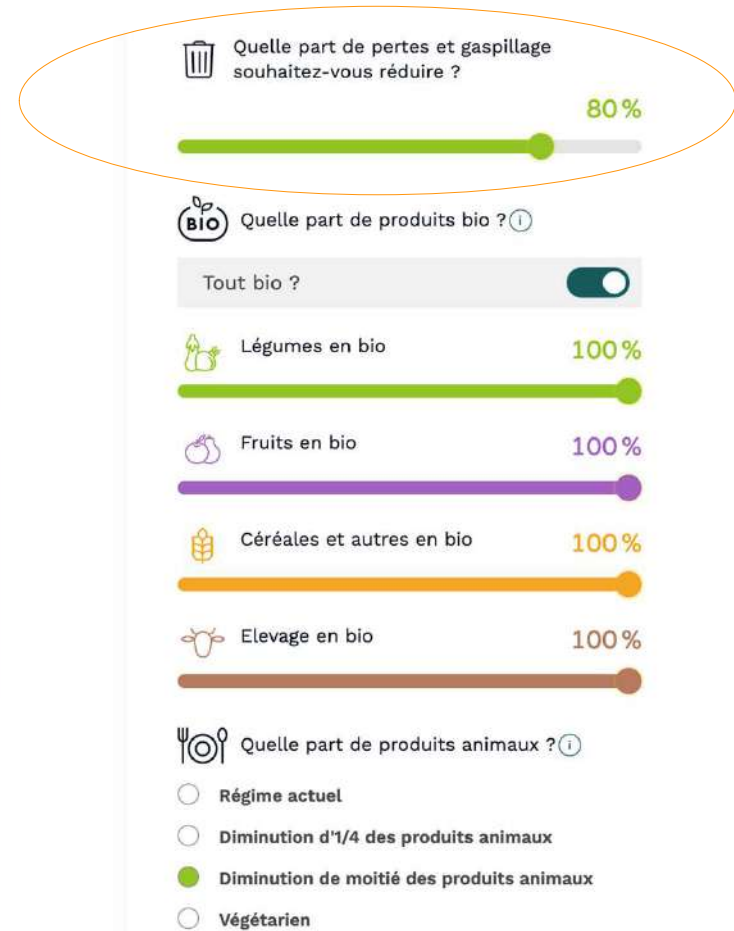 Quelle part de pertes et gaspillage
souhaitez-vous réduire ?
80 %
BIO
Quelle part de produits bio ? i
Tout bio ?
Légumes en bio
100 %
Fruits en bio
100 %
Céréales et autres en bio
100 %
Elevage en bio
100 %
Quelle part de produits animaux ? i
Régime actuel
Diminution d'1/4 des produits animaux
Diminution de moitié des produits animaux
Végétarien